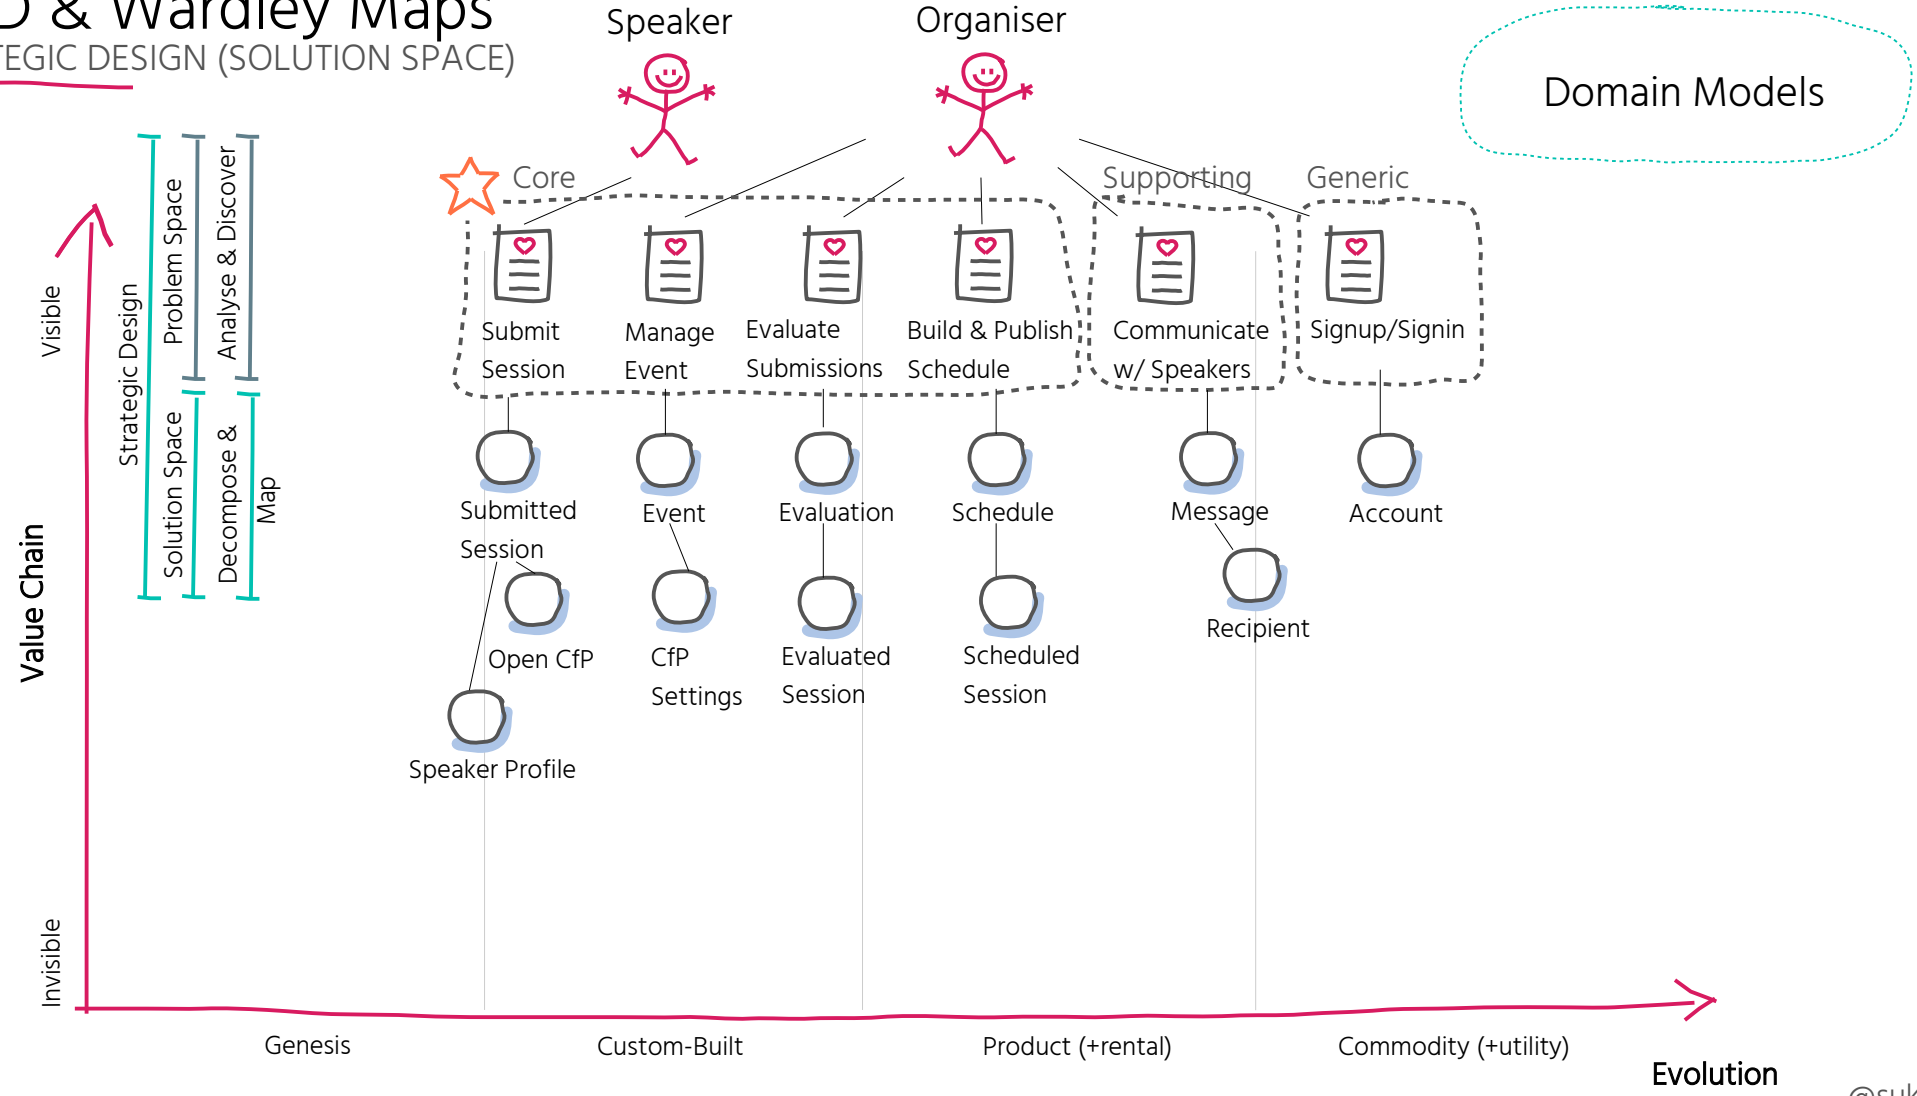 D & Wardley Maps
TEGIC DESIGN (SOLUTION SPACE)
Speaker
Organiser
Domain Models
Core
Supporting
Generic
Submit
Session
Manage
Event
Evaluate
Submissions
Build & Publish
Schedule
Communicate
w/ Speakers
Signup/Signin
Visible
Strategic Design
Problem Space
Analyse & Discover
Solution Space
Decompose &
Map
Value Chain
Invisible
Submitted
Session
Event
Evaluation
Schedule
Message
Account
Open CfP
CfP
Settings
Evaluated
Session
Scheduled
Session
Recipient
Speaker Profile
Genesis
Custom-Built
Product (+rental)
Commodity (+utility)
Evolution